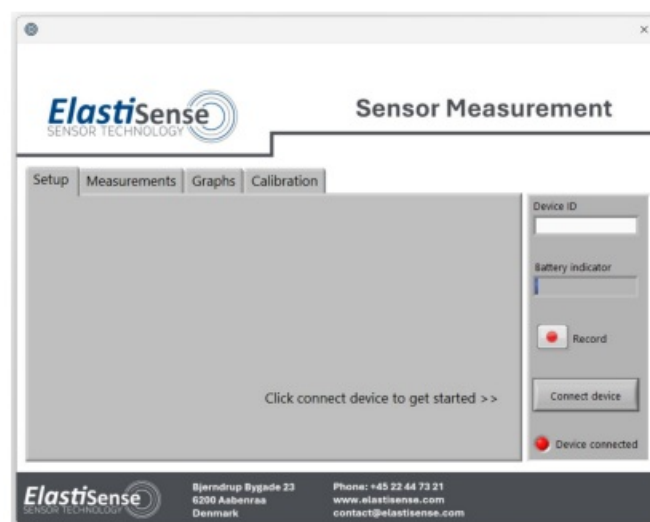 ×
ElastiSense
SENSOR TECHNOLOGY
Sensor Measurement
Setup Measurements Graphs Calibration
Device ID
Battery indicator
Record
Click connect device to get started >>
Connect device
Device connected
ElastiSense
SENSOR TECHNOLOGY
Bjerndrup Bygade 23
6200 Aabenraa
Denmark
Phone: +45 22 44 73 21
www.elastisense.com
contact@elastisense.com